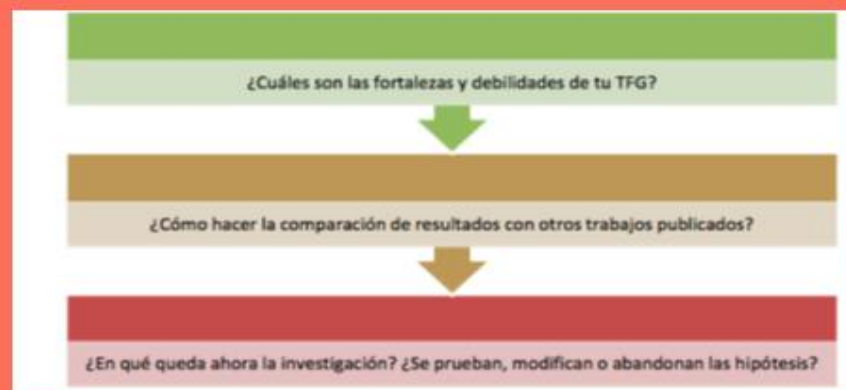 ¿Cuáles son las fortalezas y debilidades de tu TFG?
¿Cómo hacer la comparación de resultados con otros trabajos publicados?
¿En qué queda ahora la investigación? ¿Se prueban, modifican o abandonan las hipótesis?